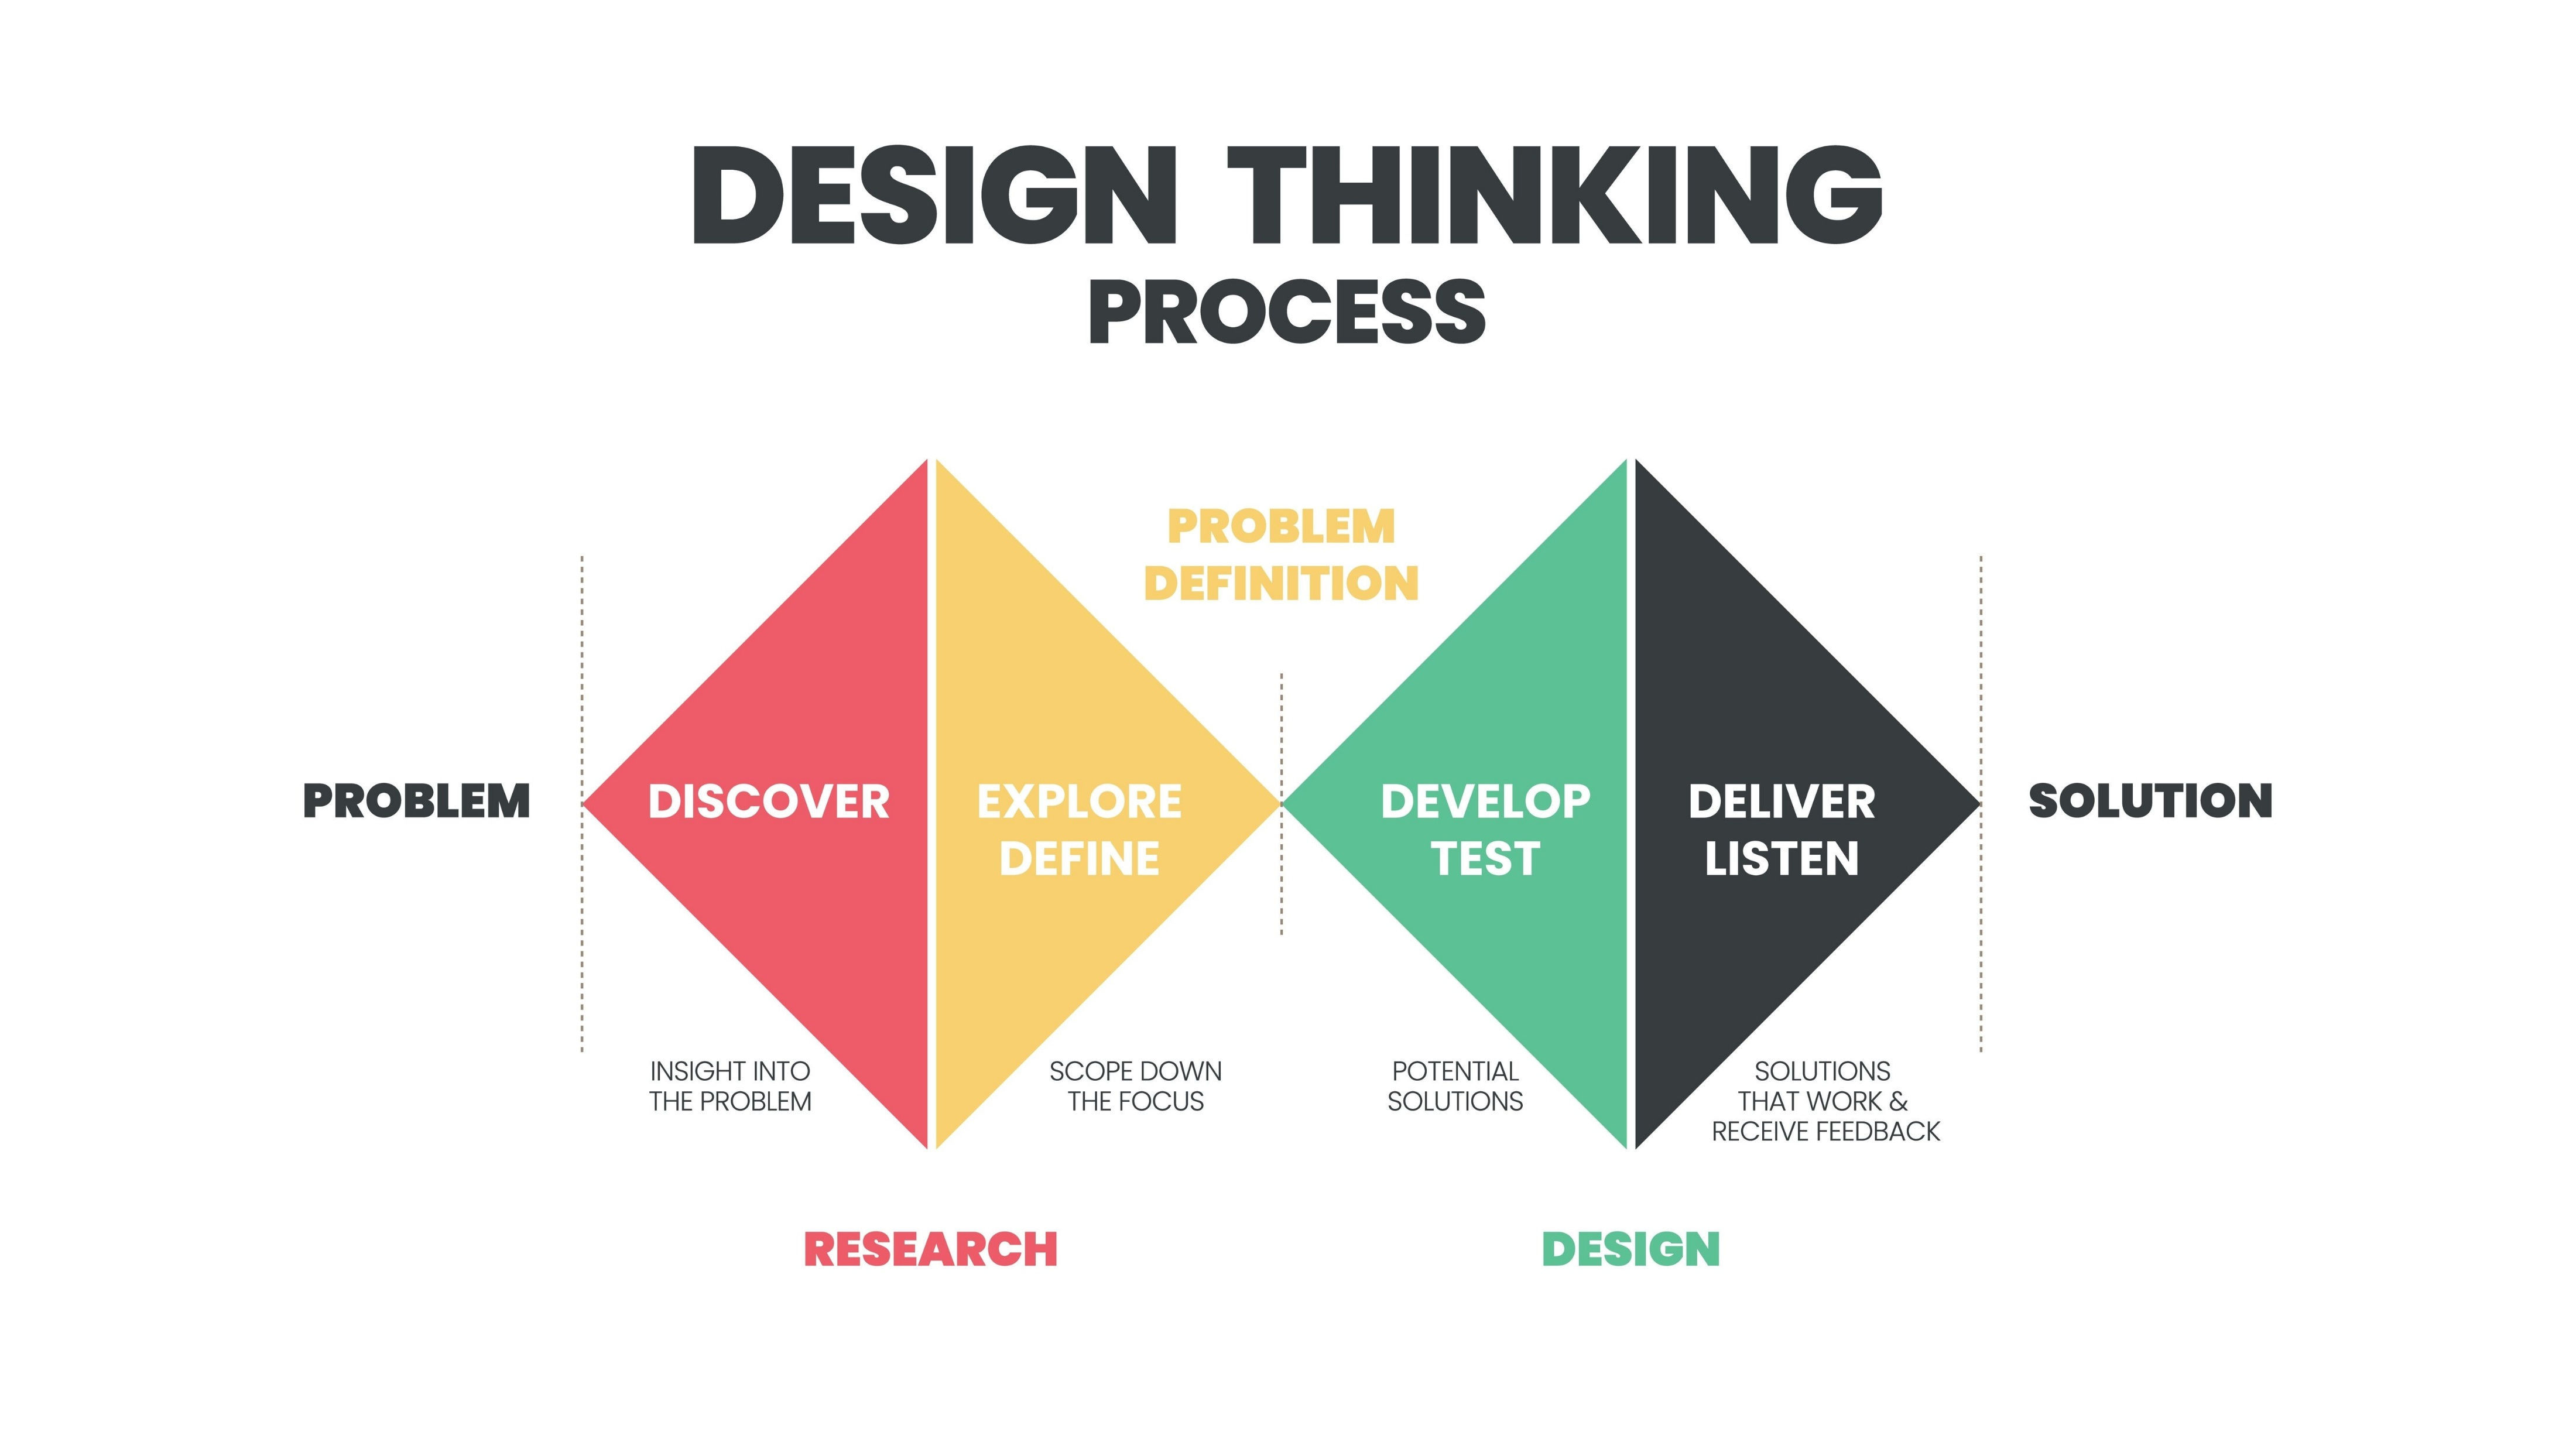 DESIGN THINKING
PROCESS
PROBLEM
DEFINITION
PROBLEM
DISCOVER
EXPLORE
DEFINE
DEVELOP
TEST
DELIVER
LISTEN
SOLUTION
INSIGHT INTO
THE PROBLEM
SCOPE DOWN
THE FOCUS
POTENTIAL
SOLUTIONS
SOLUTIONS
THAT WORK &
RECEIVE FEEDBACK
RESEARCH
DESIGN